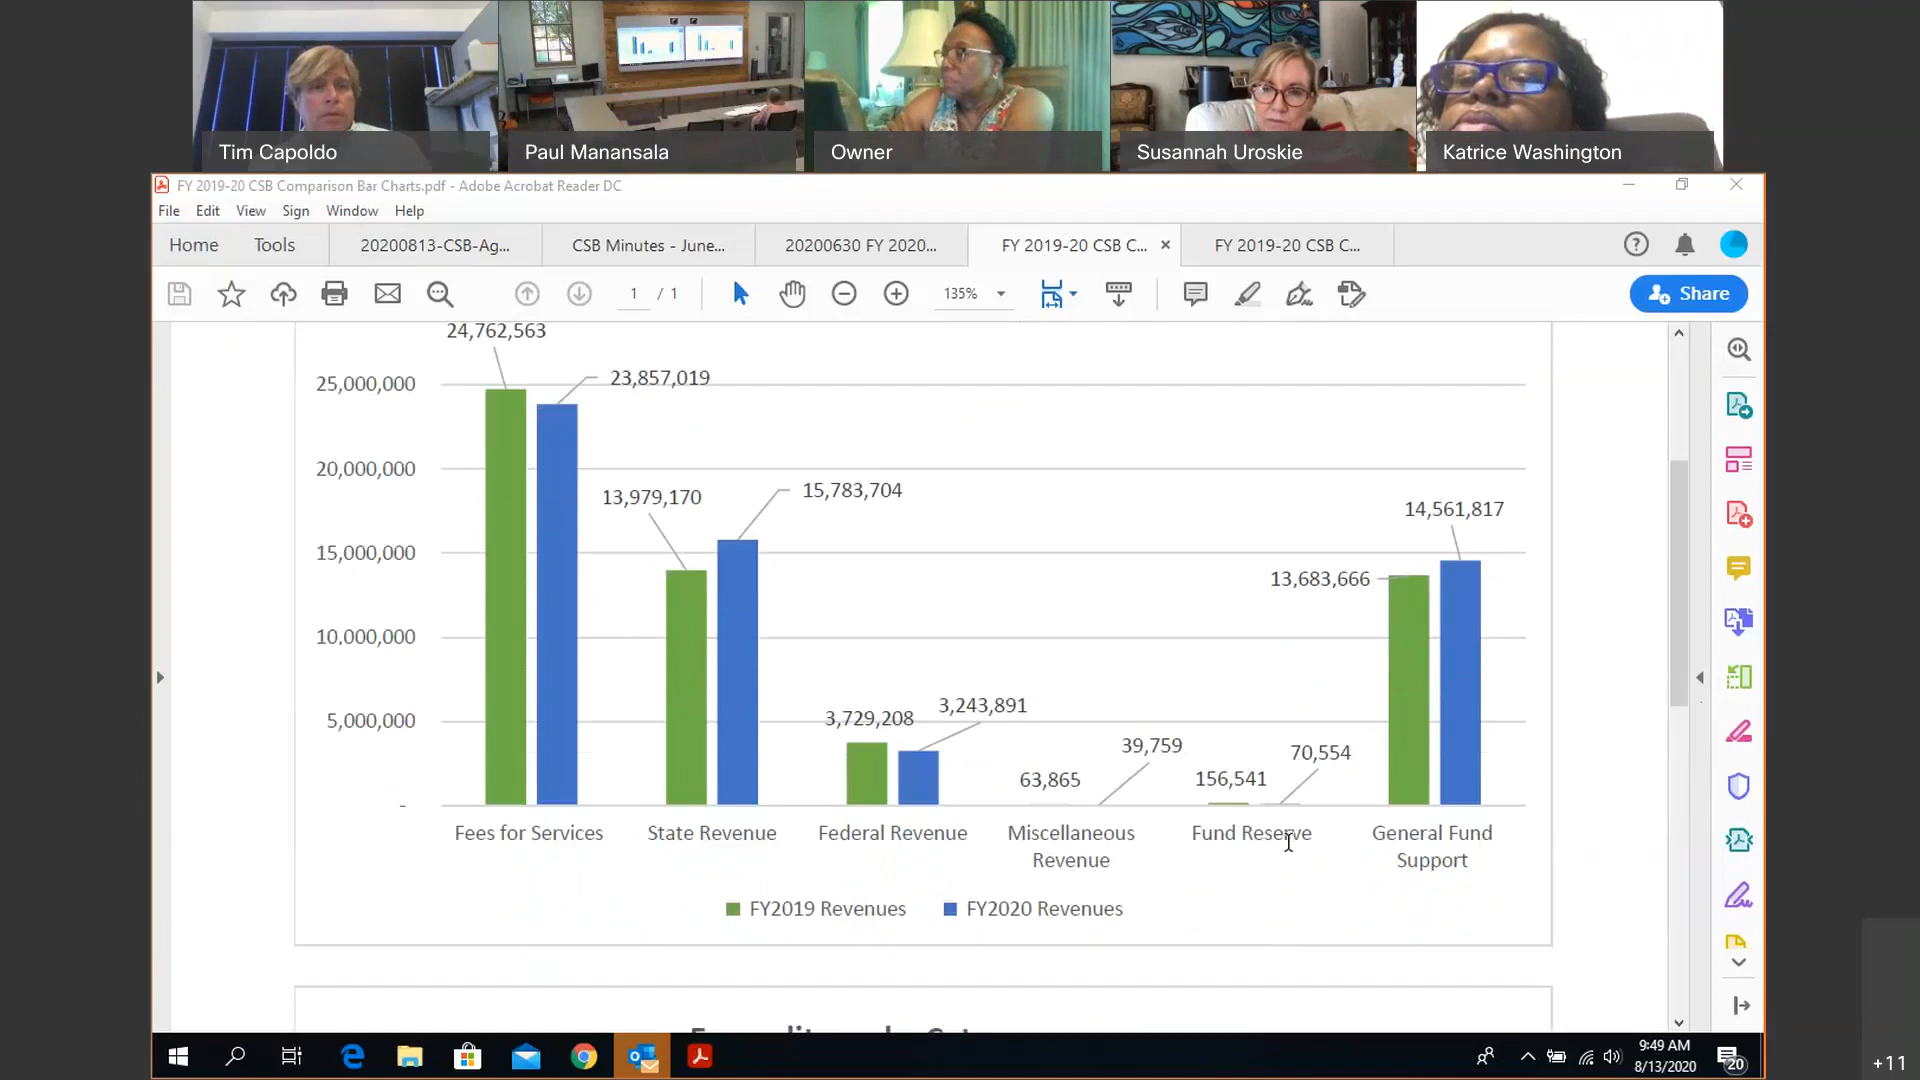 Tim Capoldo
Paul Manansala
Owner
Susannah Uroskie
Katrice Washington
FY 2019-20 CSB Comparison Bar Charts.pdf - Adobe Acrobat Reader DC
File Edit View Sign Window Help
Home Tools 20200813-CSB-Ag... CSB Minutes - June... 20200630 FY 2020... FY 2019-20 CSB C... × FY 2019-20 CSB C...
1 / 1 135% Share
24,762,563
25,000,000
23,857,019
20,000,000
13,979,170
15,783,704
14,561,817
15,000,000
13,683,666
10,000,000
5,000,000
3,729,208
3,243,891
63,865
39,759
156,541
70,554
-
Fees for Services
State Revenue
Federal Revenue
Miscellaneous
Revenue
Fund Reserve
General Fund
Support
FY2019 Revenues FY2020 Revenues
9:49 AM
8/13/2020
20
+11